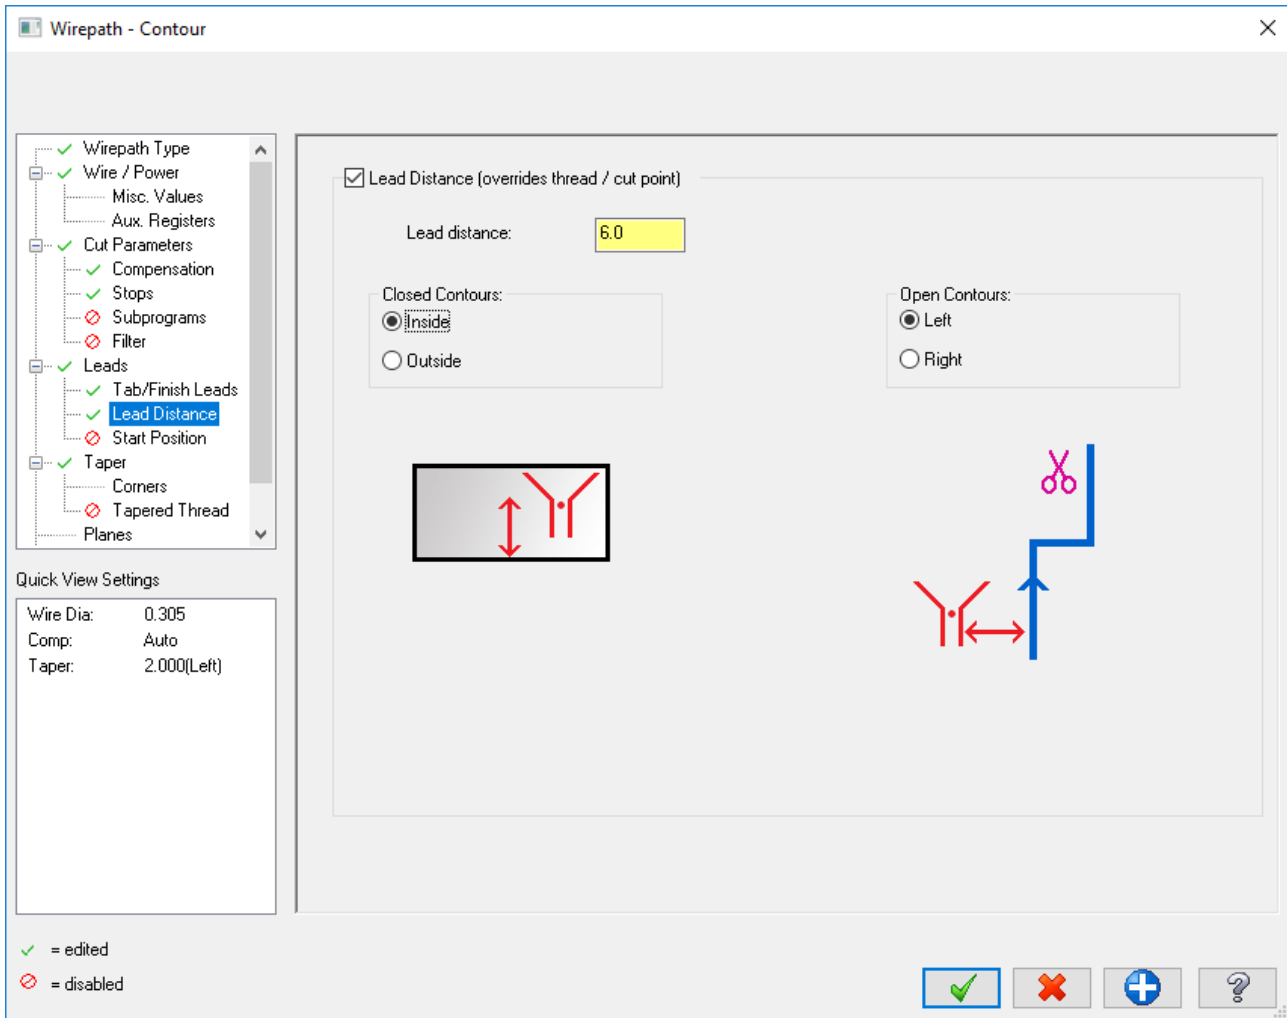 Wirepath - Contour
Wirepath Type
Wire / Power
Misc. Values
Aux. Registers
Cut Parameters
Compensation
Stops
Subprograms
Filter
Leads
Tab/Finish Leads
Lead Distance
Start Position
Taper
Corners
Tapered Thread
Planes
Quick View Settings
Wire Dia: 0.305
Comp: Auto
Taper: 2.000(Left)
= edited
= disabled
Lead Distance (overrides thread / cut point)
Lead distance: 6.0
Closed Contours:
Inside
Outside
Open Contours:
Left
Right